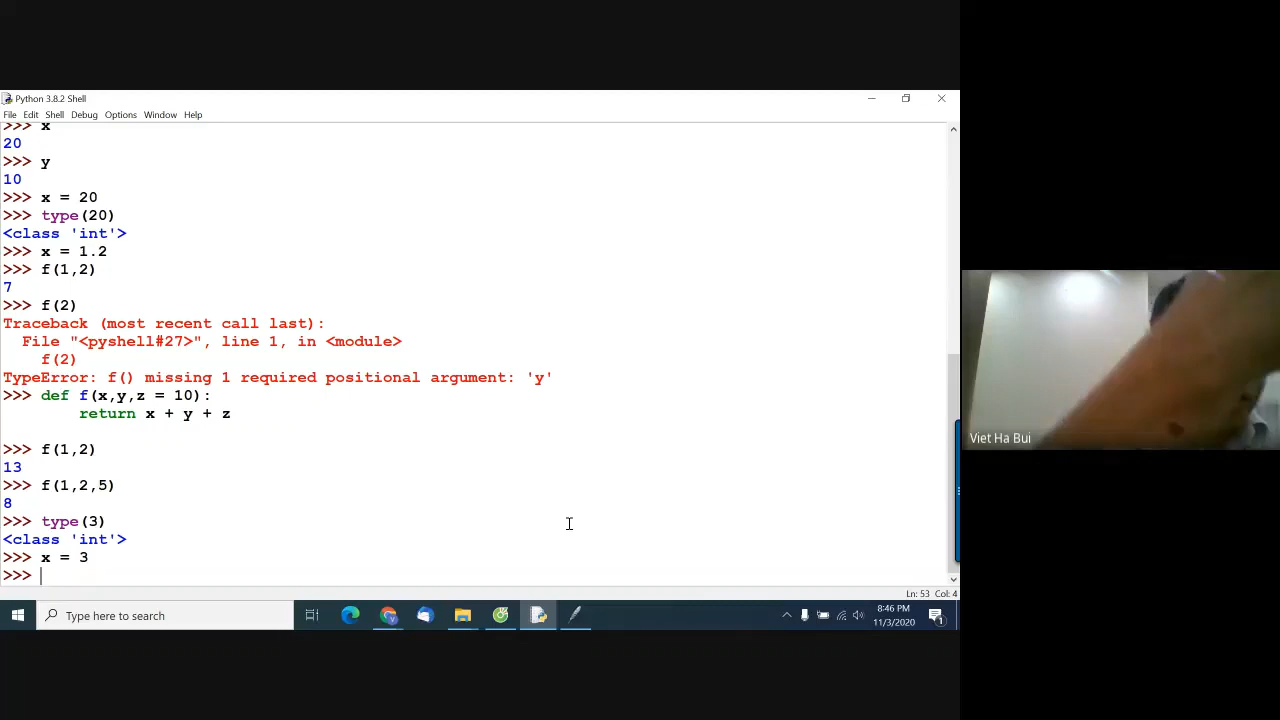 Python 3.8.2 Shell
File Edit Shell Debug Options Window Help
>>> x
20
>>> y
10
>>> x = 20
>>> type(20)
<class 'int'>
>>> x = 1.2
>>> f(1,2)
7
>>> f(2)
Traceback (most recent call last):
  File "<pyshell#27>", line 1, in <module>
    f(2)
TypeError: f() missing 1 required positional argument: 'y'
>>> def f(x,y,z = 10):
        return x + y + z

>>> f(1,2)
13
>>> f(1,2,5)
8
>>> type(3)
<class 'int'>
>>> x = 3
>>>
Ln: 53 Col: 4
Type here to search
8:46 PM
11/3/2020
1
Viet Ha Bui